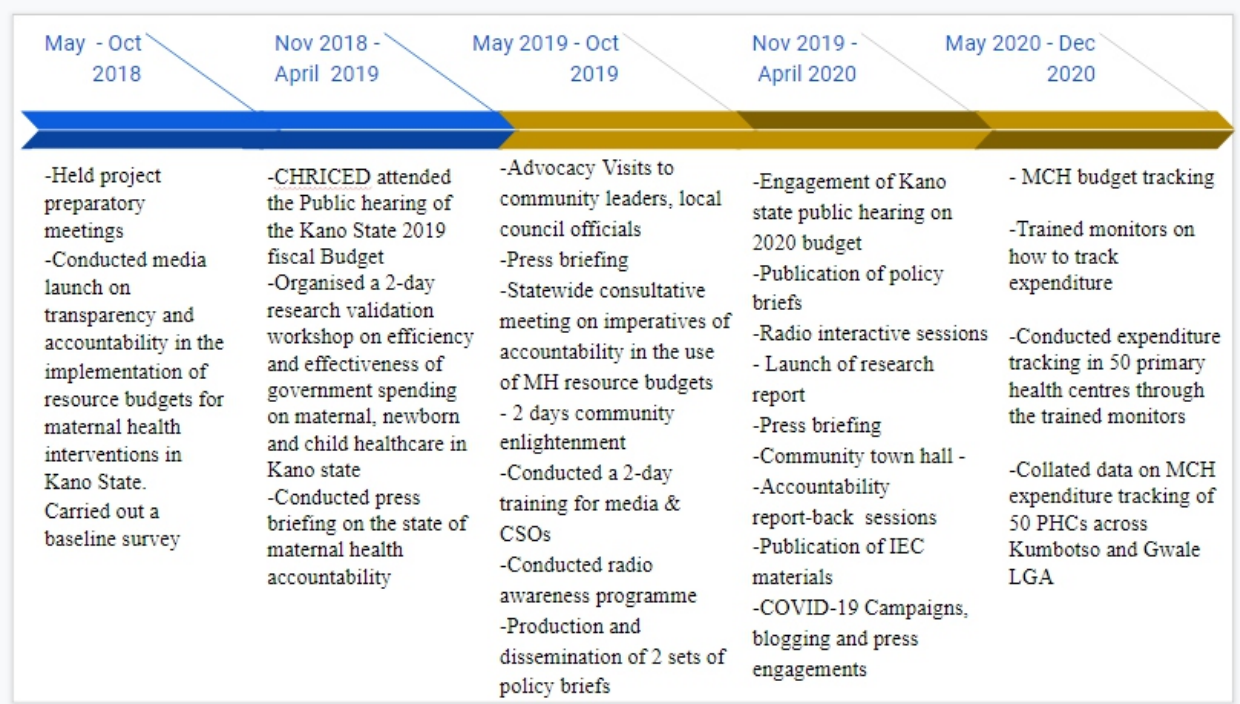 May - Oct
2018
Nov 2018 -
April 2019
May 2019 - Oct
2019
Nov 2019 -
April 2020
May 2020 - Dec
2020
-Held project
preparatory
meetings
-Conducted media
launch on
transparency and
accountability in the
implementation of
resource budgets for
maternal health
interventions in
Kano State.
Carried out a
baseline survey
-CHRICED attended
the Public hearing of
the Kano State 2019
fiscal Budget
-Organised a 2-day
research validation
workshop on efficiency
and effectiveness of
government spending
on maternal, newborn
and child healthcare in
Kano state
-Conducted press
briefing on the state of
maternal health
accountability
-Advocacy Visits to
community leaders, local
council officials
-Press briefing
-Statewide consultative
meeting on imperatives of
accountability in the use
of MH resource budgets
- 2 days community
enlightenment
-Conducted a 2-day
training for media &
CSOs
-Conducted radio
awareness programme
-Production and
dissemination of 2 sets of
policy briefs
-Engagement of Kano
state public hearing on
2020 budget
-Publication of policy
briefs
-Radio interactive sessions
- Launch of research
report
-Press briefing
-Community town hall -
-Accountability
report-back sessions
-Publication of IEC
materials
-COVID-19 Campaigns,
blogging and press
engagements
- MCH budget tracking
-Trained monitors on
how to track
expenditure
-Conducted expenditure
tracking in 50 primary
health centres through
the trained monitors
-Collated data on MCH
expenditure tracking of
50 PHCs across
Kumbotso and Gwale
LGA